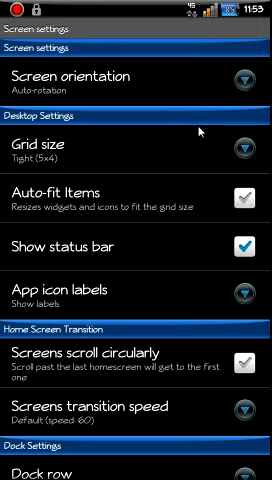 4G 85 11:53
Screen settings
Screen settings
Screen orientation
Auto-rotation
Desktop Settings
Grid size
Tight (5x4)
Auto-fit Items
Resizes widgets and icons to fit the grid size
Show status bar
App icon labels
Show labels
Home Screen Transition
Screens scroll circularly
Scroll past the last homescreen will get to the first
one
Screens transition speed
Default (speed: 60)
Dock Settings
Dock row